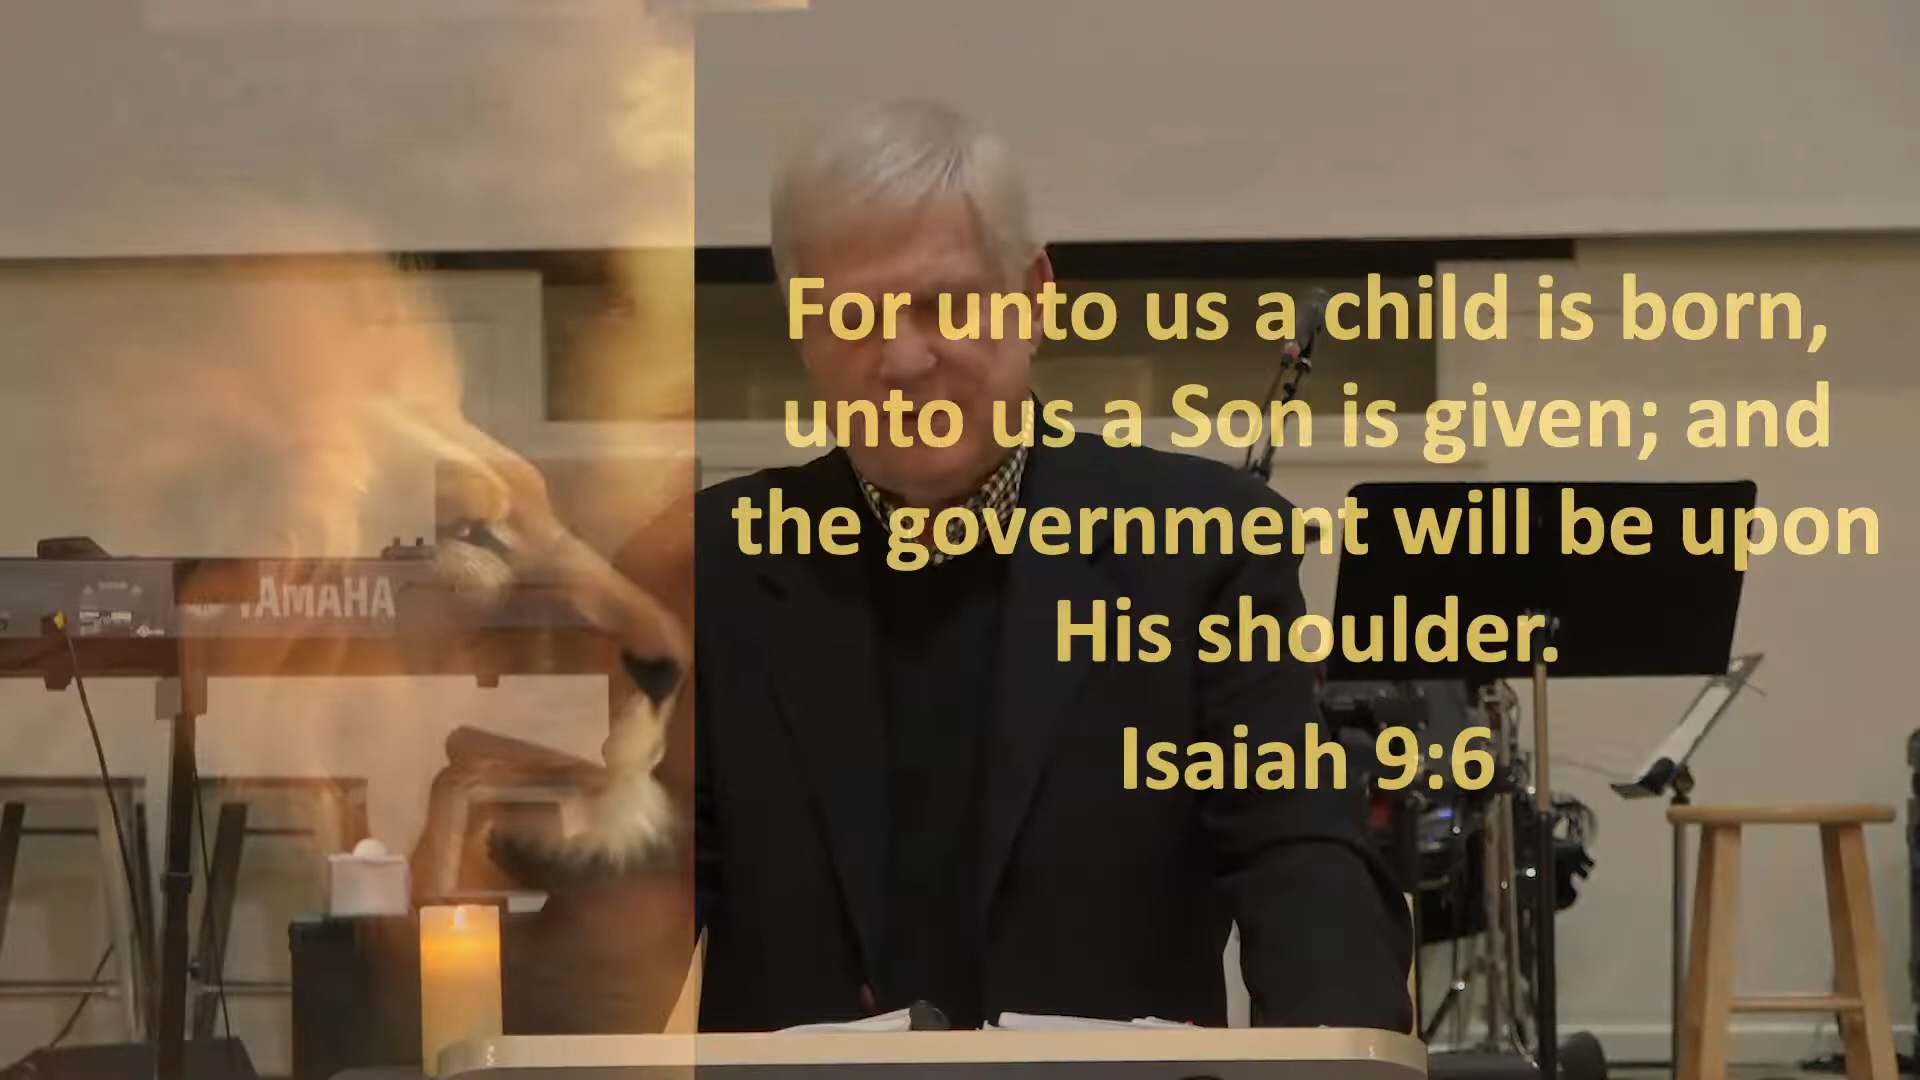 For unto us a child is born,
unto us a Son is given; and
the government will be upon
His shoulder.
Isaiah 9:6
YAMAHA